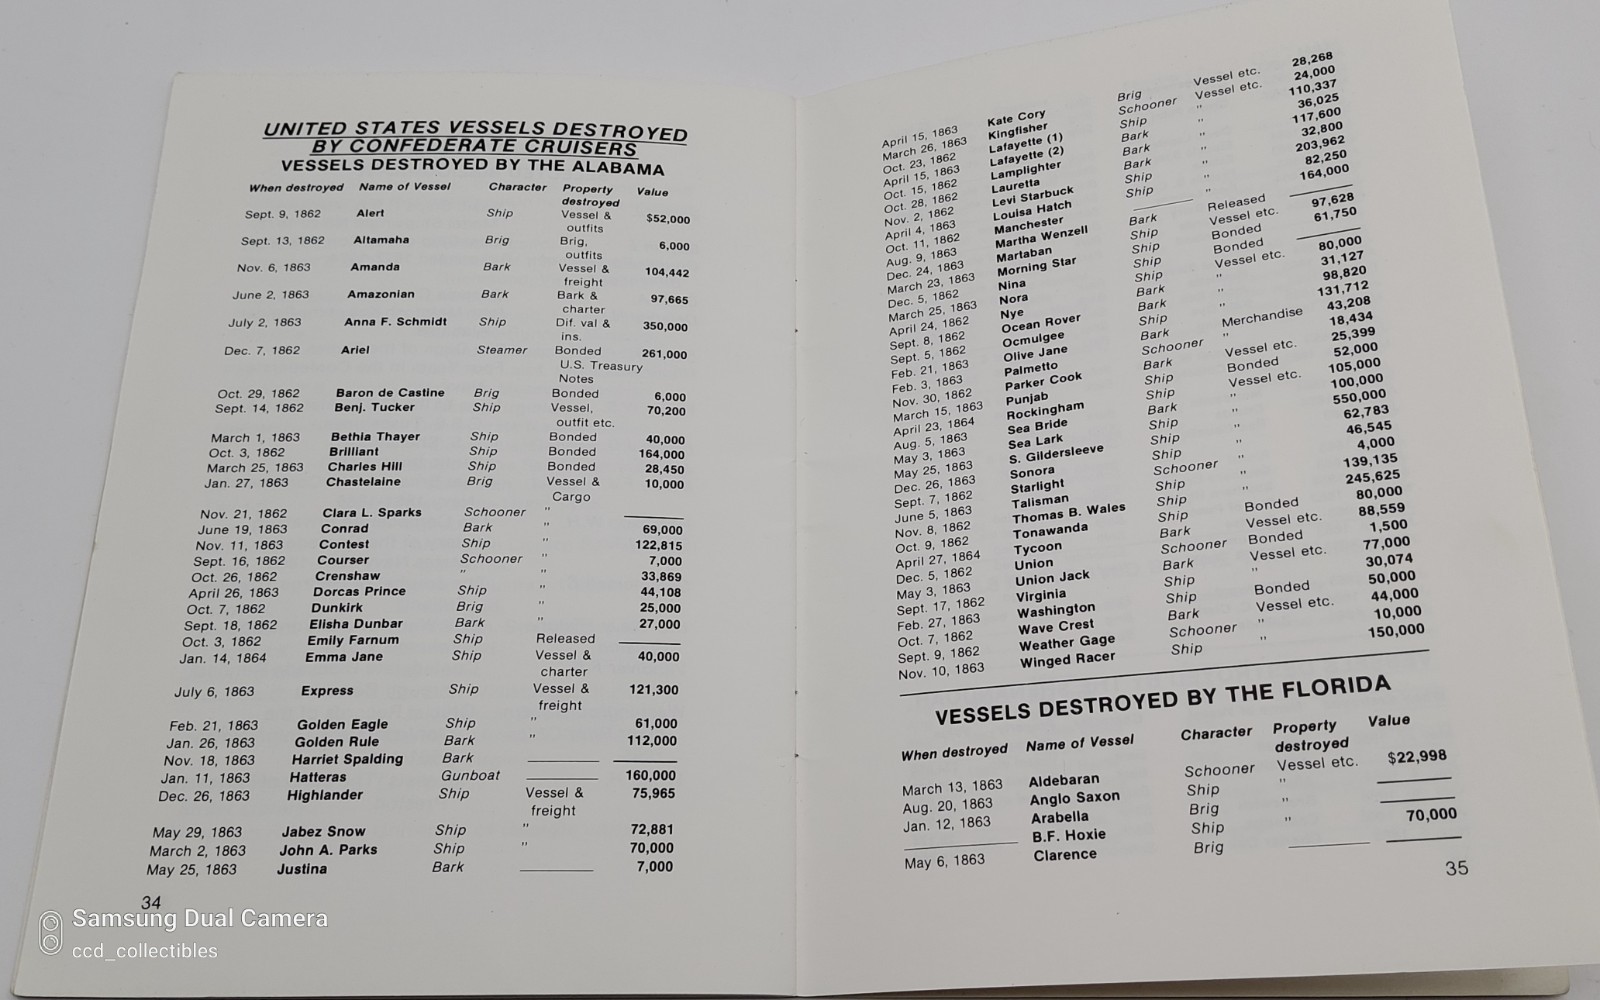 UNITED STATES VESSELS DESTROYED
BY CONFEDERATE CRUISERS
VESSELS DESTROYED BY THE ALABAMA
When destroyed Name of Vessel Character Property destroyed Value
Sept. 9, 1862 Alert Ship Vessel & $52,000
outfits
Sept. 13, 1862 Altamaha Brig Brig, 6,000
outfits
Nov. 6, 1863 Amanda Bark Vessel & 104,442
freight
June 2, 1863 Amazonian Bark Bark & 97,665
charter
July 2, 1863 Anna F. Schmidt Ship Dif. val & 350,000
ins.
Dec. 7, 1862 Ariel Steamer Bonded 261,000
U.S. Treasury
Notes
Oct. 29, 1862 Baron de Castine Brig Bonded 6,000
Sept. 14, 1862 Benj. Tucker Ship Vessel, 70,200
outfit etc.
March 1, 1863 Bethia Thayer Ship Bonded 40,000
Oct. 3, 1862 Brilliant Ship Bonded 164,000
March 25, 1863 Charles Hill Ship Bonded 28,450
Jan. 27, 1863 Chastelaine Brig Vessel & 10,000
Cargo
Nov. 21, 1862 Clara L. Sparks Schooner "
June 19, 1863 Conrad Bark " 69,000
Nov. 11, 1863 Contest Ship " 122,815
Sept. 16, 1862 Courser Schooner " 7,000
Oct. 26, 1862 Crenshaw " " 33,869
April 26, 1863 Dorcas Prince Ship " 44,108
Oct. 7, 1862 Dunkirk Brig " 25,000
Sept. 18, 1862 Elisha Dunbar Bark " 27,000
Oct. 3, 1862 Emily Farnum Ship Released
Jan. 14, 1864 Emma Jane Ship Vessel & 40,000
charter
July 6, 1863 Express Ship Vessel & 121,300
freight
Feb. 21, 1863 Golden Eagle Ship " 61,000
Jan. 26, 1863 Golden Rule Bark " 112,000
Nov. 18, 1863 Harriet Spalding Bark
Jan. 11, 1863 Hatteras Gunboat 160,000
Dec. 26, 1863 Highlander Ship Vessel & 75,965
freight
May 29, 1863 Jabez Snow Ship " 72,881
March 2, 1863 John A. Parks Ship " 70,000
May 25, 1863 Justina Bark 7,000
34
April 15, 1863 Kate Cory Brig Vessel etc. 28,268
March 26, 1863 Kingfisher Schooner Vessel etc. 24,000
Oct. 23, 1862 Lafayette (1) Ship " 110,337
April 15, 1863 Lafayette (2) Bark " 36,025
Oct. 15, 1862 Lamplighter Bark " 117,600
Oct. 28, 1862 Lauretta Bark " 32,800
Nov. 2, 1862 Levi Starbuck Ship " 203,962
April 4, 1863 Louisa Hatch Ship " 82,250
Oct. 11, 1862 Manchester " 164,000
Aug. 9, 1863 Martha Wenzell Bark Released
Dec. 24, 1863 Martaban Ship Vessel etc. 97,628
March 23, 1863 Morning Star Ship Bonded 61,750
Dec. 5, 1862 Nina Ship Bonded
March 25, 1863 Nora Ship Vessel etc. 80,000
April 24, 1862 Nye Bark " 31,127
Sept. 8, 1862 Ocean Rover Bark " 98,820
Sept. 5, 1862 Ocmulgee Ship " 131,712
Feb. 21, 1863 Olive Jane Bark Merchandise 43,208
Feb. 3, 1863 Palmetto Schooner " 18,434
Nov. 30, 1862 Parker Cook Bark Vessel etc. 25,399
March 15, 1863 Punjab Ship Bonded 52,000
April 23, 1864 Rockingham Ship Vessel etc. 105,000
Aug. 5, 1863 Sea Bride Bark " 100,000
May 3, 1863 Sea Lark Ship " 550,000
May 25, 1863 S. Gildersleeve Ship " 62,783
Dec. 26, 1863 Sonora Ship " 46,545
Sept. 7, 1862 Starlight Schooner " 4,000
June 5, 1863 Talisman Ship " 139,135
Nov. 8, 1862 Thomas B. Wales Ship " 245,625
Oct. 9, 1862 Tonawanda Ship Bonded 80,000
April 27, 1864 Tycoon Bark Vessel etc. 88,559
Dec. 5, 1862 Union Schooner Bonded 1,500
May 3, 1863 Union Jack Bark Vessel etc. 77,000
Sept. 17, 1862 Virginia Ship " 30,074
Feb. 27, 1863 Washington Ship Bonded 50,000
Oct. 7, 1862 Wave Crest Bark Vessel etc. 44,000
Sept. 9, 1862 Weather Gage Schooner " 10,000
Nov. 10, 1863 Winged Racer Ship " 150,000
VESSELS DESTROYED BY THE FLORIDA
When destroyed Name of Vessel Character Property destroyed Value
March 13, 1863 Aldebaran Schooner Vessel etc. $22,998
Aug. 20, 1863 Anglo Saxon Ship "
Jan. 12, 1863 Arabella Brig "
B.F. Hoxie Ship " 70,000
May 6, 1863 Clarence Brig
35
Samsung Dual Camera
ccd_collectibles